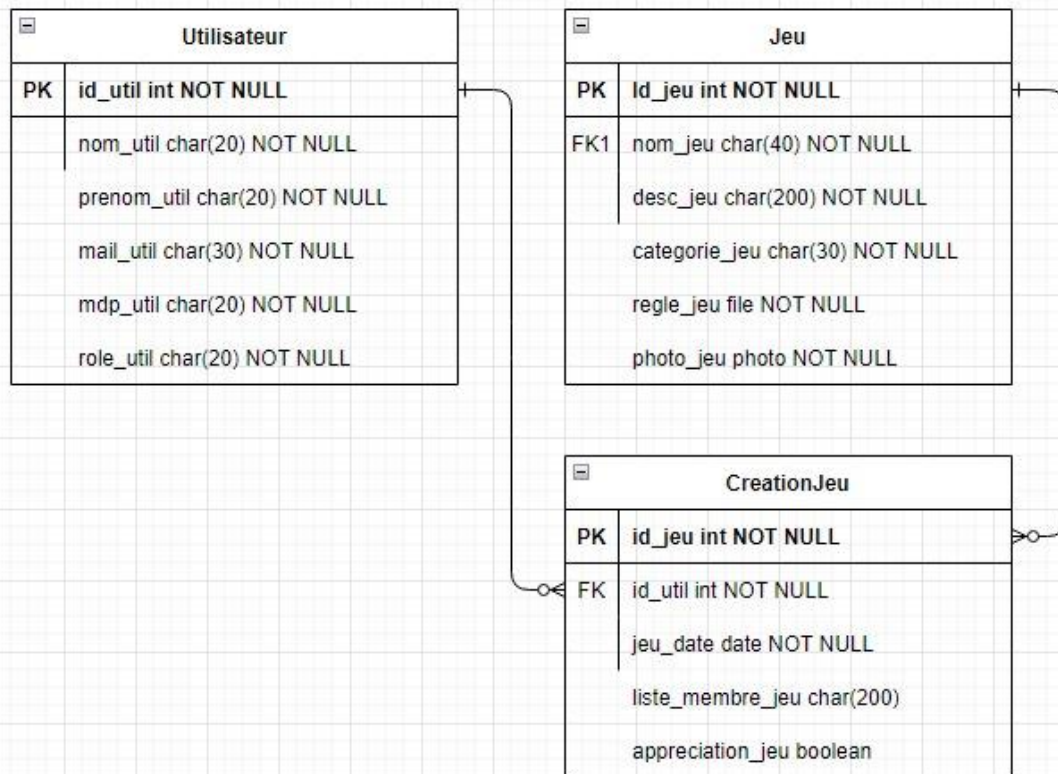 Utilisateur
PK id_util int NOT NULL
nom_util char(20) NOT NULL
prenom_util char(20) NOT NULL
mail_util char(30) NOT NULL
mdp_util char(20) NOT NULL
role_util char(20) NOT NULL
Jeu
PK Id_jeu int NOT NULL
FK1 nom_jeu char(40) NOT NULL
desc_jeu char(200) NOT NULL
categorie_jeu char(30) NOT NULL
regle_jeu file NOT NULL
photo_jeu photo NOT NULL
CreationJeu
PK id_jeu int NOT NULL
FK id_util int NOT NULL
jeu_date date NOT NULL
liste_membre_jeu char(200)
appreciation_jeu boolean